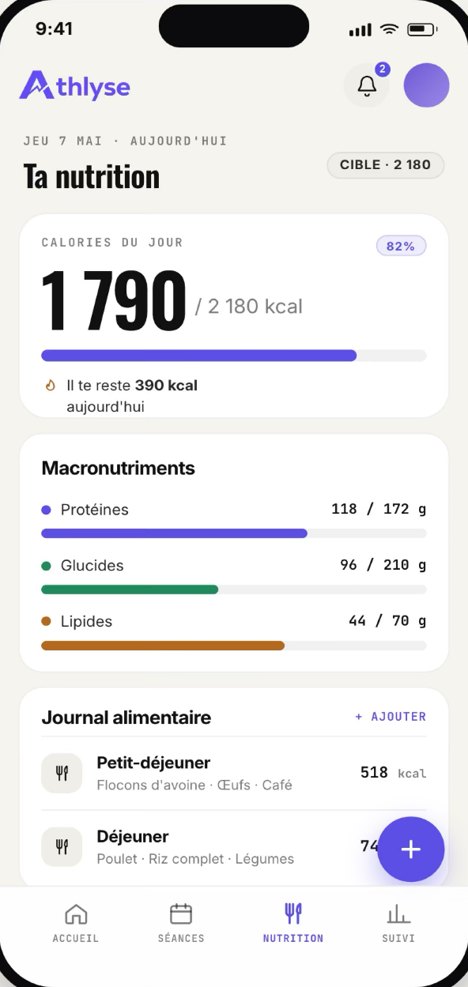 9:41
Athlyse
2
JEU 7 MAI · AUJOURD'HUI
Ta nutrition
CIBLE · 2 180
CALORIES DU JOUR
82%
1 790 / 2 180 kcal
Il te reste 390 kcal
aujourd'hui
Macronutriments
Protéines 118 / 172 g
Glucides 96 / 210 g
Lipides 44 / 70 g
Journal alimentaire + AJOUTER
Petit-déjeuner
518 kcal
Flocons d'avoine · Œufs · Café
Déjeuner
Poulet · Riz complet · Légumes
+
ACCUEIL SÉANCES NUTRITION SUIVI